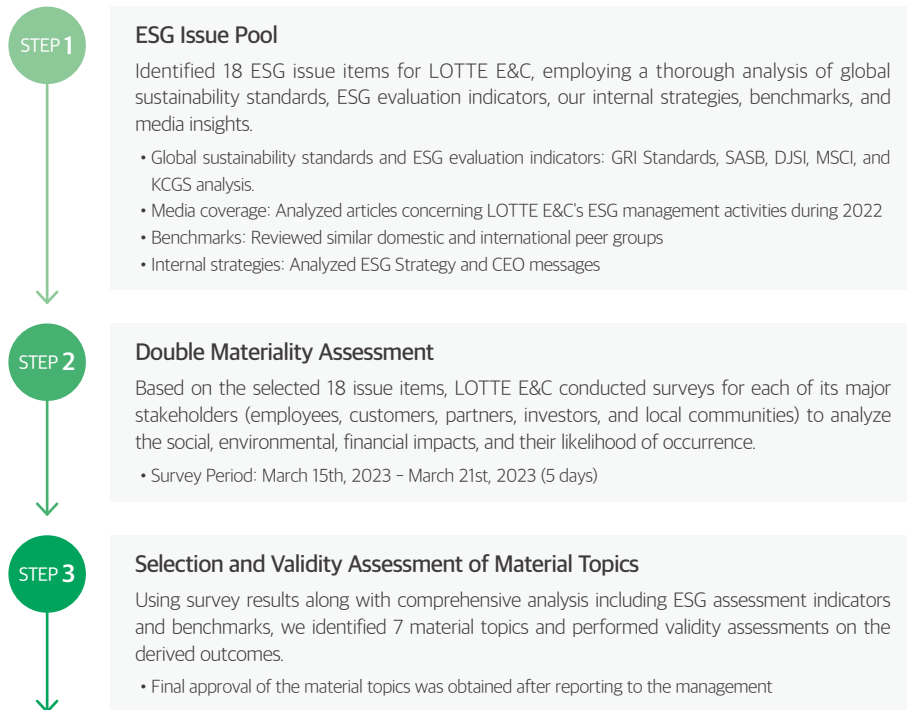 STEP 1
ESG Issue Pool
Identified 18 ESG issue items for LOTTE E&C, employing a thorough analysis of global
sustainability standards, ESG evaluation indicators, our internal strategies, benchmarks, and
media insights.
• Global sustainability standards and ESG evaluation indicators: GRI Standards, SASB, DJSI, MSCI, and
KCGS analysis.
• Media coverage: Analyzed articles concerning LOTTE E&C's ESG management activities during 2022
• Benchmarks: Reviewed similar domestic and international peer groups
• Internal strategies: Analyzed ESG Strategy and CEO messages
STEP 2
Double Materiality Assessment
Based on the selected 18 issue items, LOTTE E&C conducted surveys for each of its major
stakeholders (employees, customers, partners, investors, and local communities) to analyze
the social, environmental, financial impacts, and their likelihood of occurrence.
• Survey Period: March 15th, 2023 - March 21st, 2023 (5 days)
STEP 3
Selection and Validity Assessment of Material Topics
Using survey results along with comprehensive analysis including ESG assessment indicators
and benchmarks, we identified 7 material topics and performed validity assessments on the
derived outcomes.
• Final approval of the material topics was obtained after reporting to the management